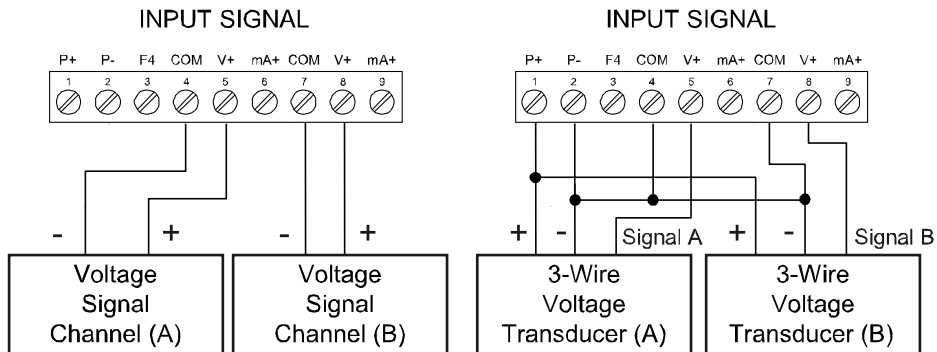 INPUT SIGNAL
P+ P- F4 COM V+ mA+ COM V+ mA+
1 2 3 4 5 6 7 8 9
- + - +
Voltage
Signal
Channel (A)
Voltage
Signal
Channel (B)
INPUT SIGNAL
P+ P- F4 COM V+ mA+ COM V+ mA+
1 2 3 4 5 6 7 8 9
+ - Signal A + - Signal B
3-Wire
Voltage
Transducer (A)
3-Wire
Voltage
Transducer (B)